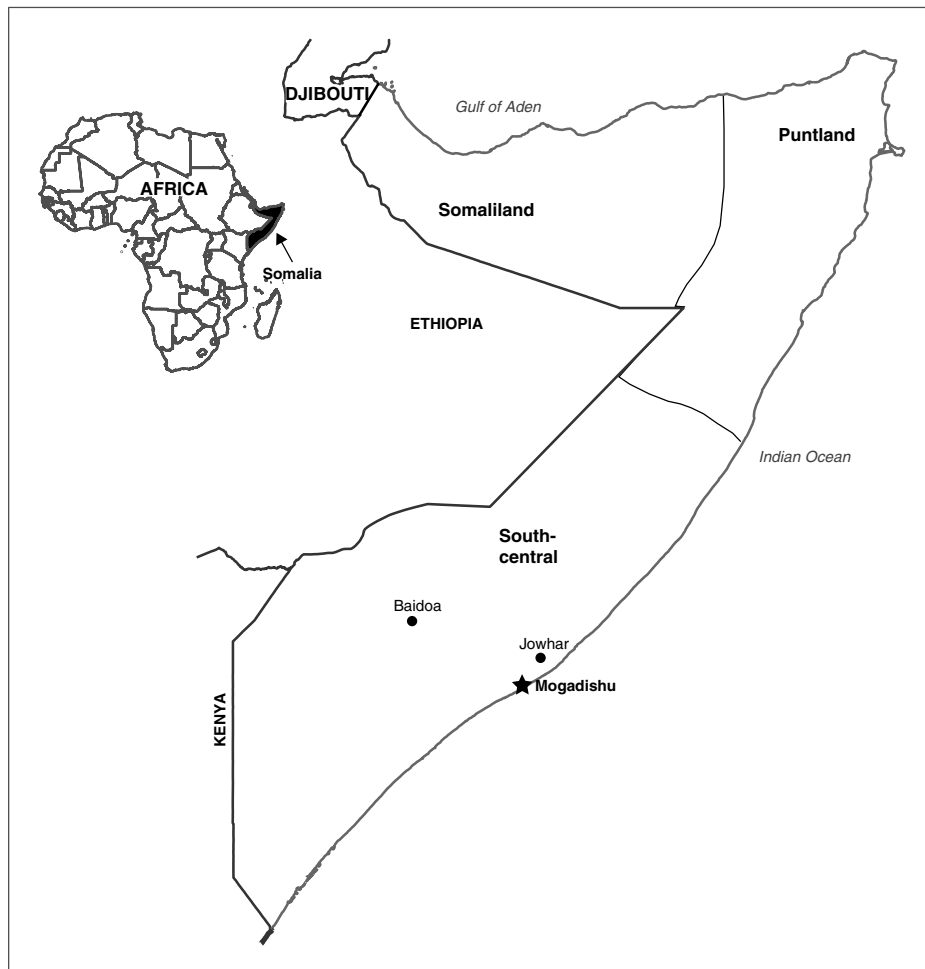 DJIBOUTI
Gulf of Aden
Puntland
AFRICA
Somaliland
Somalia
ETHIOPIA
Indian Ocean
South-
central
Baidoa
Jowhar
Mogadishu
KENYA